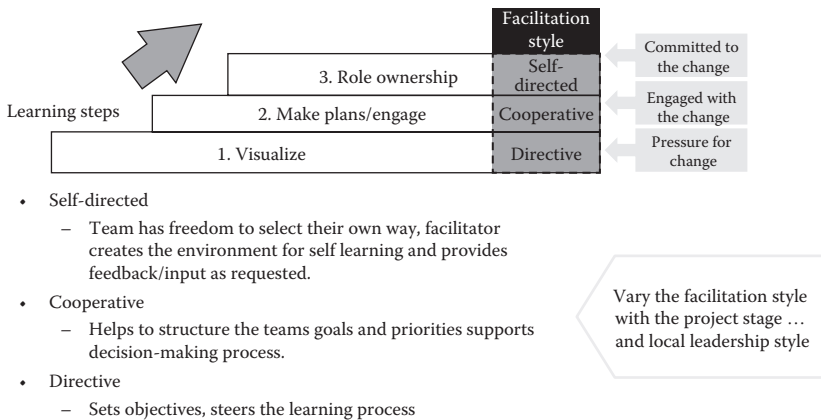 Facilitation
style
Committed to
the change
3. Role ownership
Self-
directed
Learning steps
2. Make plans/engage
Cooperative
Engaged with
the change
1. Visualize
Directive
Pressure for
change
• Self-directed
– Team has freedom to select their own way, facilitator
creates the environment for self learning and provides
feedback/input as requested.
• Cooperative
– Helps to structure the teams goals and priorities supports
decision-making process.
• Directive
– Sets objectives, steers the learning process
Vary the facilitation style
with the project stage …
and local leadership style